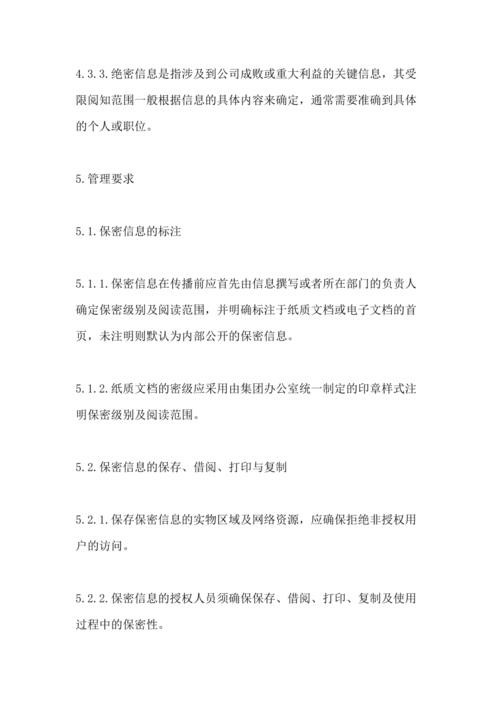 4.3.3.绝密信息是指涉及到公司成败或重大利益的关键信息，其受
限阅知范围一般根据信息的具体内容来确定，通常需要准确到具体
的个人或职位。
5.管理要求
5.1.保密信息的标注
5.1.1.保密信息在传播前应首先由信息撰写或者所在部门的负责人
确定保密级别及阅读范围，并明确标注于纸质文档或电子文档的首
页，未注明则默认为内部公开的保密信息。
5.1.2.纸质文档的密级应采用由集团办公室统一制定的印章样式注
明保密级别及阅读范围。
5.2.保密信息的保存、借阅、打印与复制
5.2.1.保存保密信息的实物区域及网络资源，应确保拒绝非授权用
户的访问。
5.2.2.保密信息的授权人员须确保保存、借阅、打印、复制及使用
过程中的保密性。